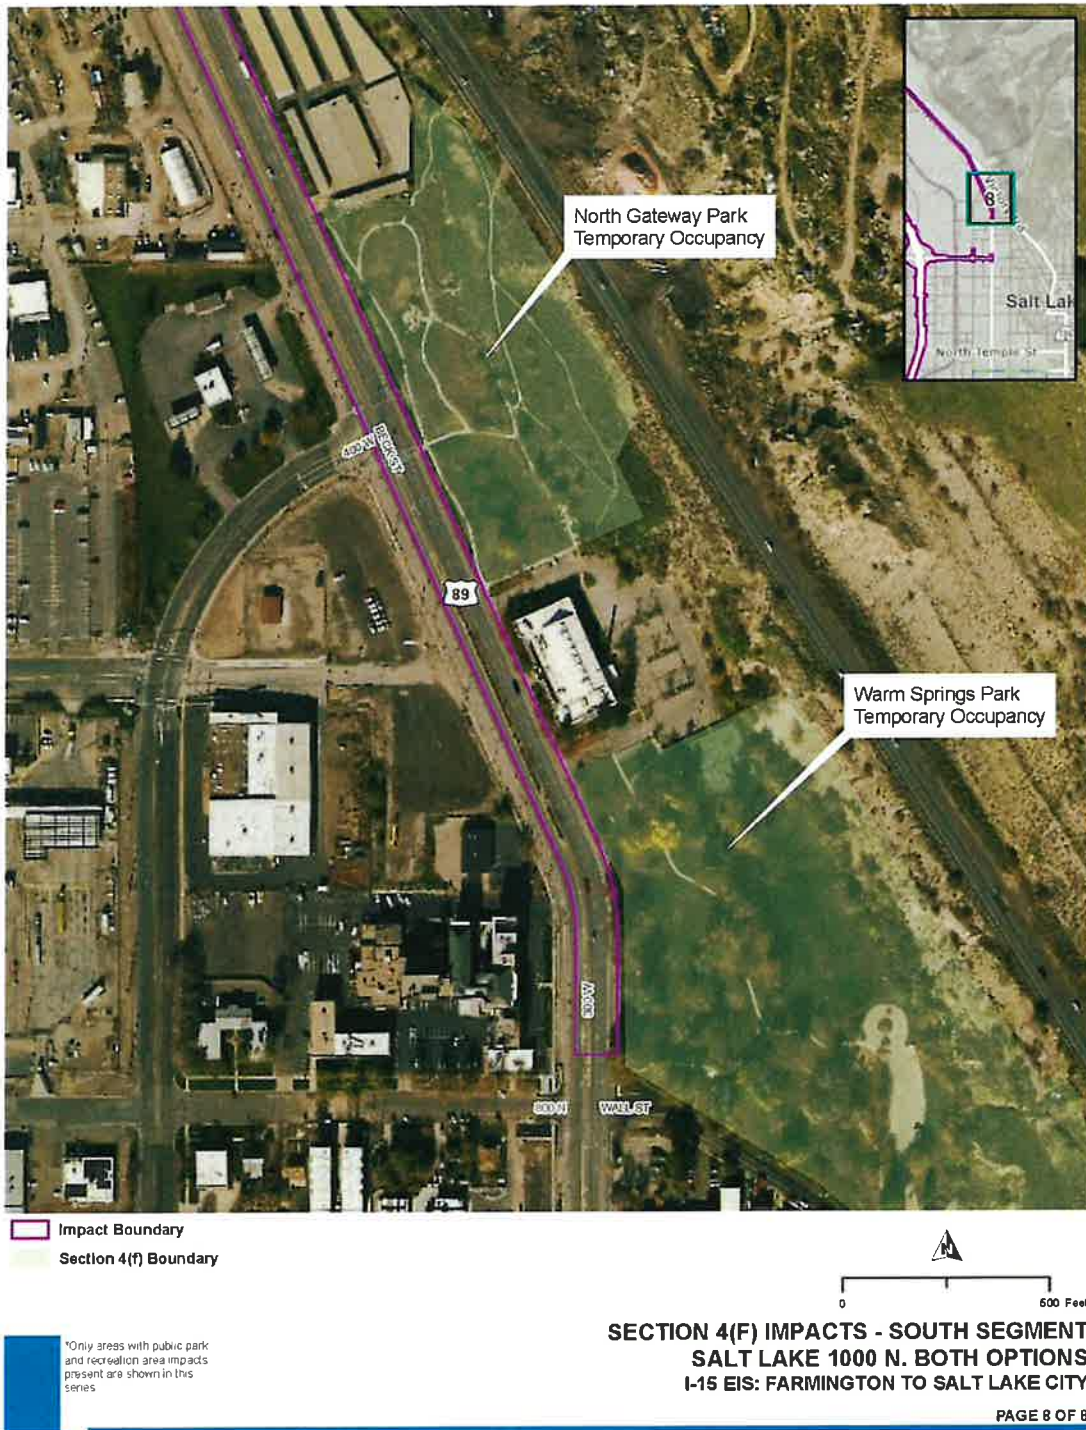 North Gateway Park
Temporary Occupancy
8
Salt Lak
North Temple St
400 W
BECK ST
89
Warm Springs Park
Temporary Occupancy
800 N
WALL ST
Impact Boundary
Section 4(f) Boundary
N
0
500 Feet
*Only areas with public park
and recreation area impacts
present are shown in this
series
SECTION 4(F) IMPACTS - SOUTH SEGMENT
SALT LAKE 1000 N. BOTH OPTIONS
I-15 EIS: FARMINGTON TO SALT LAKE CITY
PAGE 8 OF 8